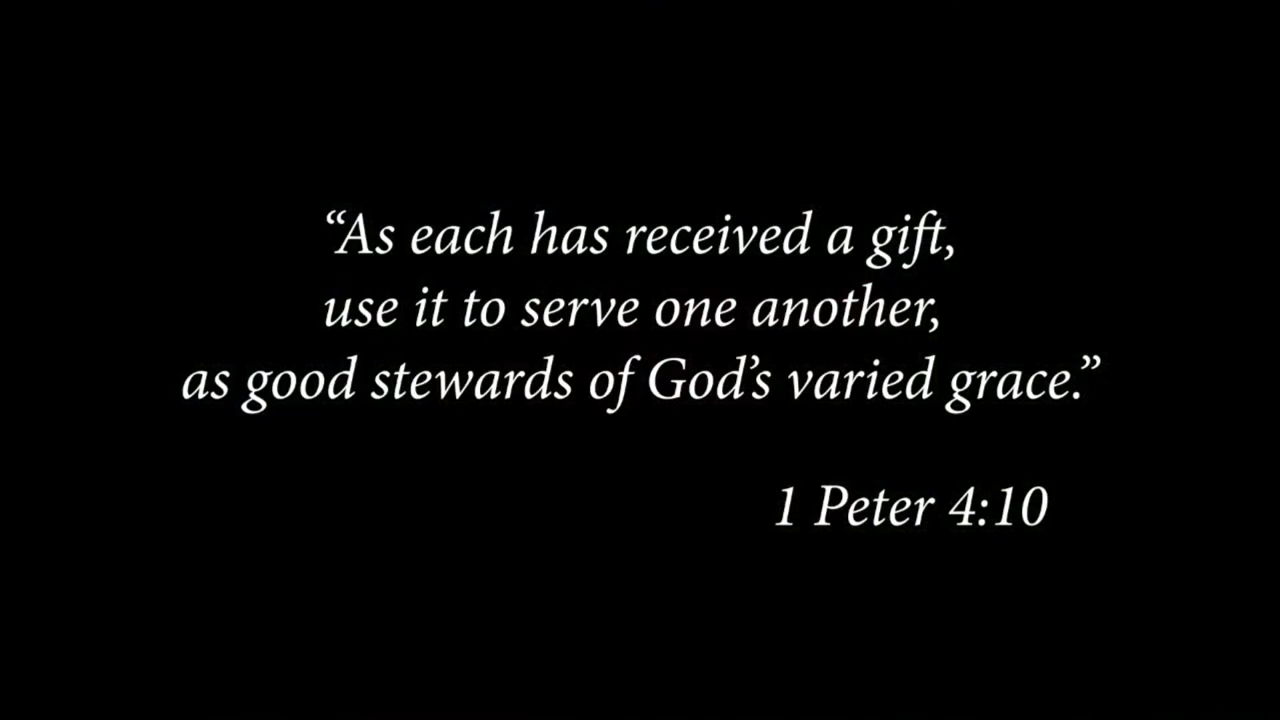 “As each has received a gift,
use it to serve one another,
as good stewards of God’s varied grace.”
1 Peter 4:10